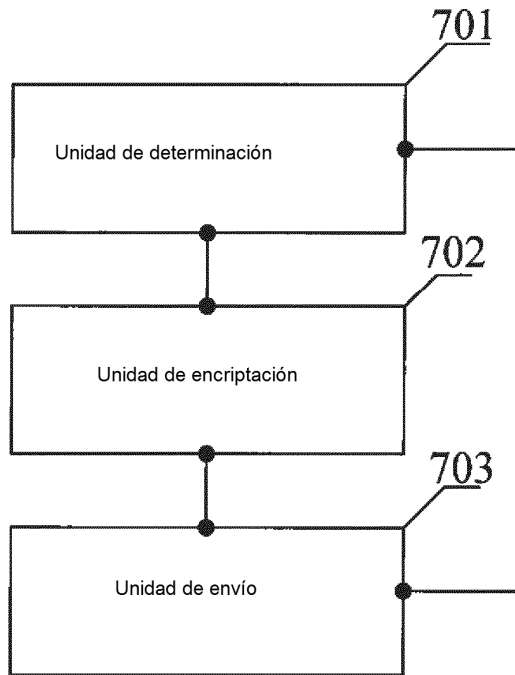 701
Unidad de determinación
702
Unidad de encriptación
703
Unidad de envío